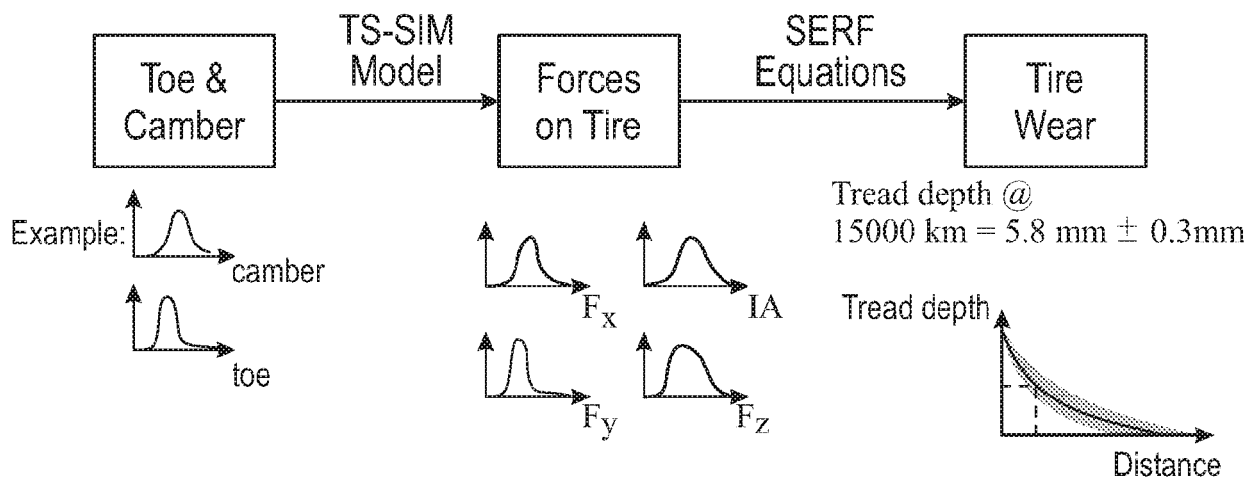 Toe &
Camber
TS-SIM
Model
Forces
on Tire
SERF
Equations
Tire
Wear
Example:
camber
toe
Fx
IA
Fy
Fz
Tread depth @
15000 km = 5.8 mm ± 0.3mm
Tread depth
Distance